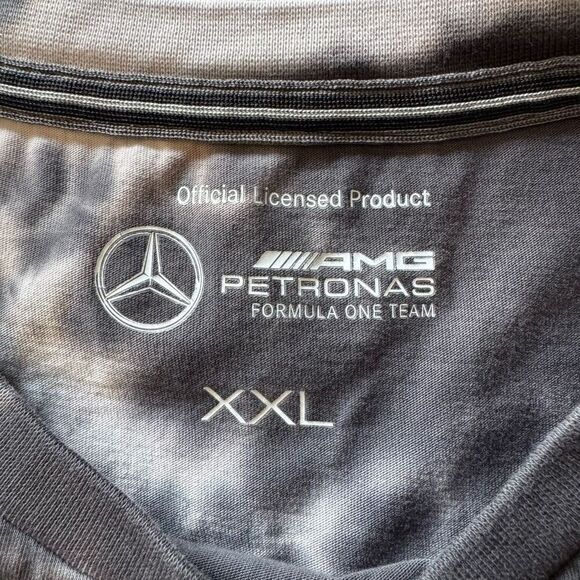 Official Licensed Product
AMG
PETRONAS
FORMULA ONE TEAM
XXL